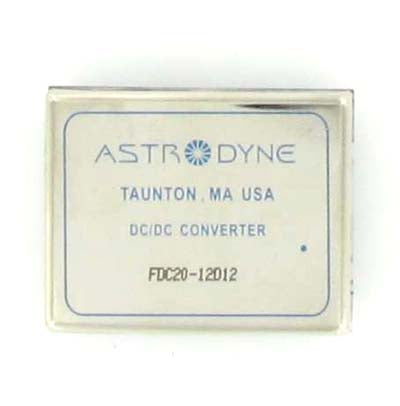 ASTRODYNE
TAUNTON, MA USA
DC/DC CONVERTER
FDC20-12D12